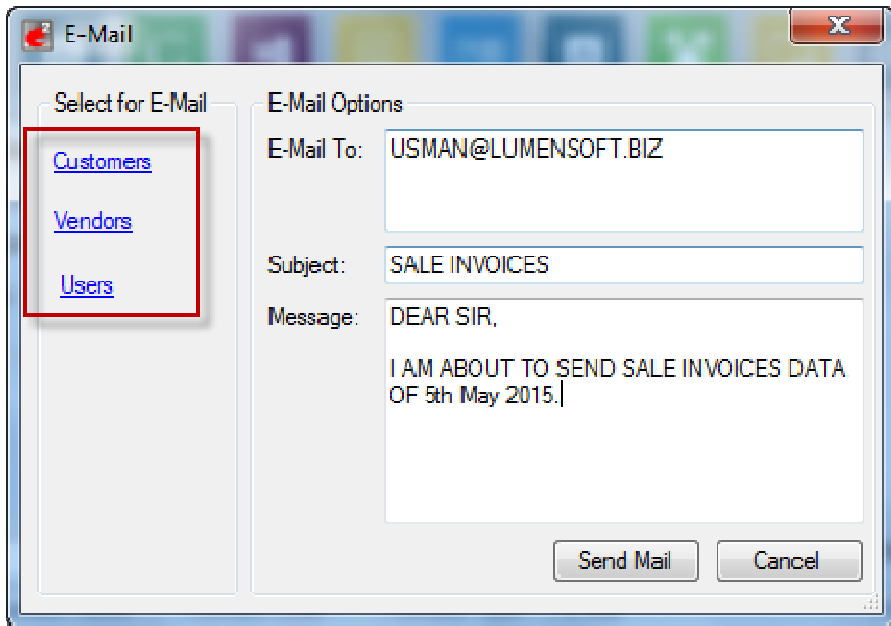 E-Mail
Select for E-Mail
Customers
Vendors
Users
E-Mail Options
E-Mail To: USMAN@LUMENSOFT.BIZ
Subject: SALE INVOICES
Message: DEAR SIR,
I AM ABOUT TO SEND SALE INVOICES DATA
OF 5th May 2015.
Send Mail Cancel